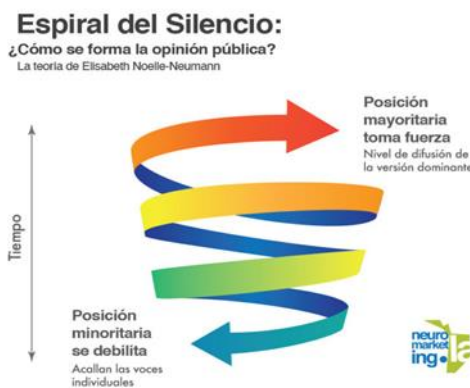 Espiral del Silencio:
¿Cómo se forma la opinión pública?
La teoría de Elisabeth Noelle-Neumann
Posición
mayoritaria
toma fuerza
Nivel de difusión de
la versión dominante
Tiempo
Posición
minoritaria
se debilita
Acallan las voces
individuales
neuro
market
ing.la